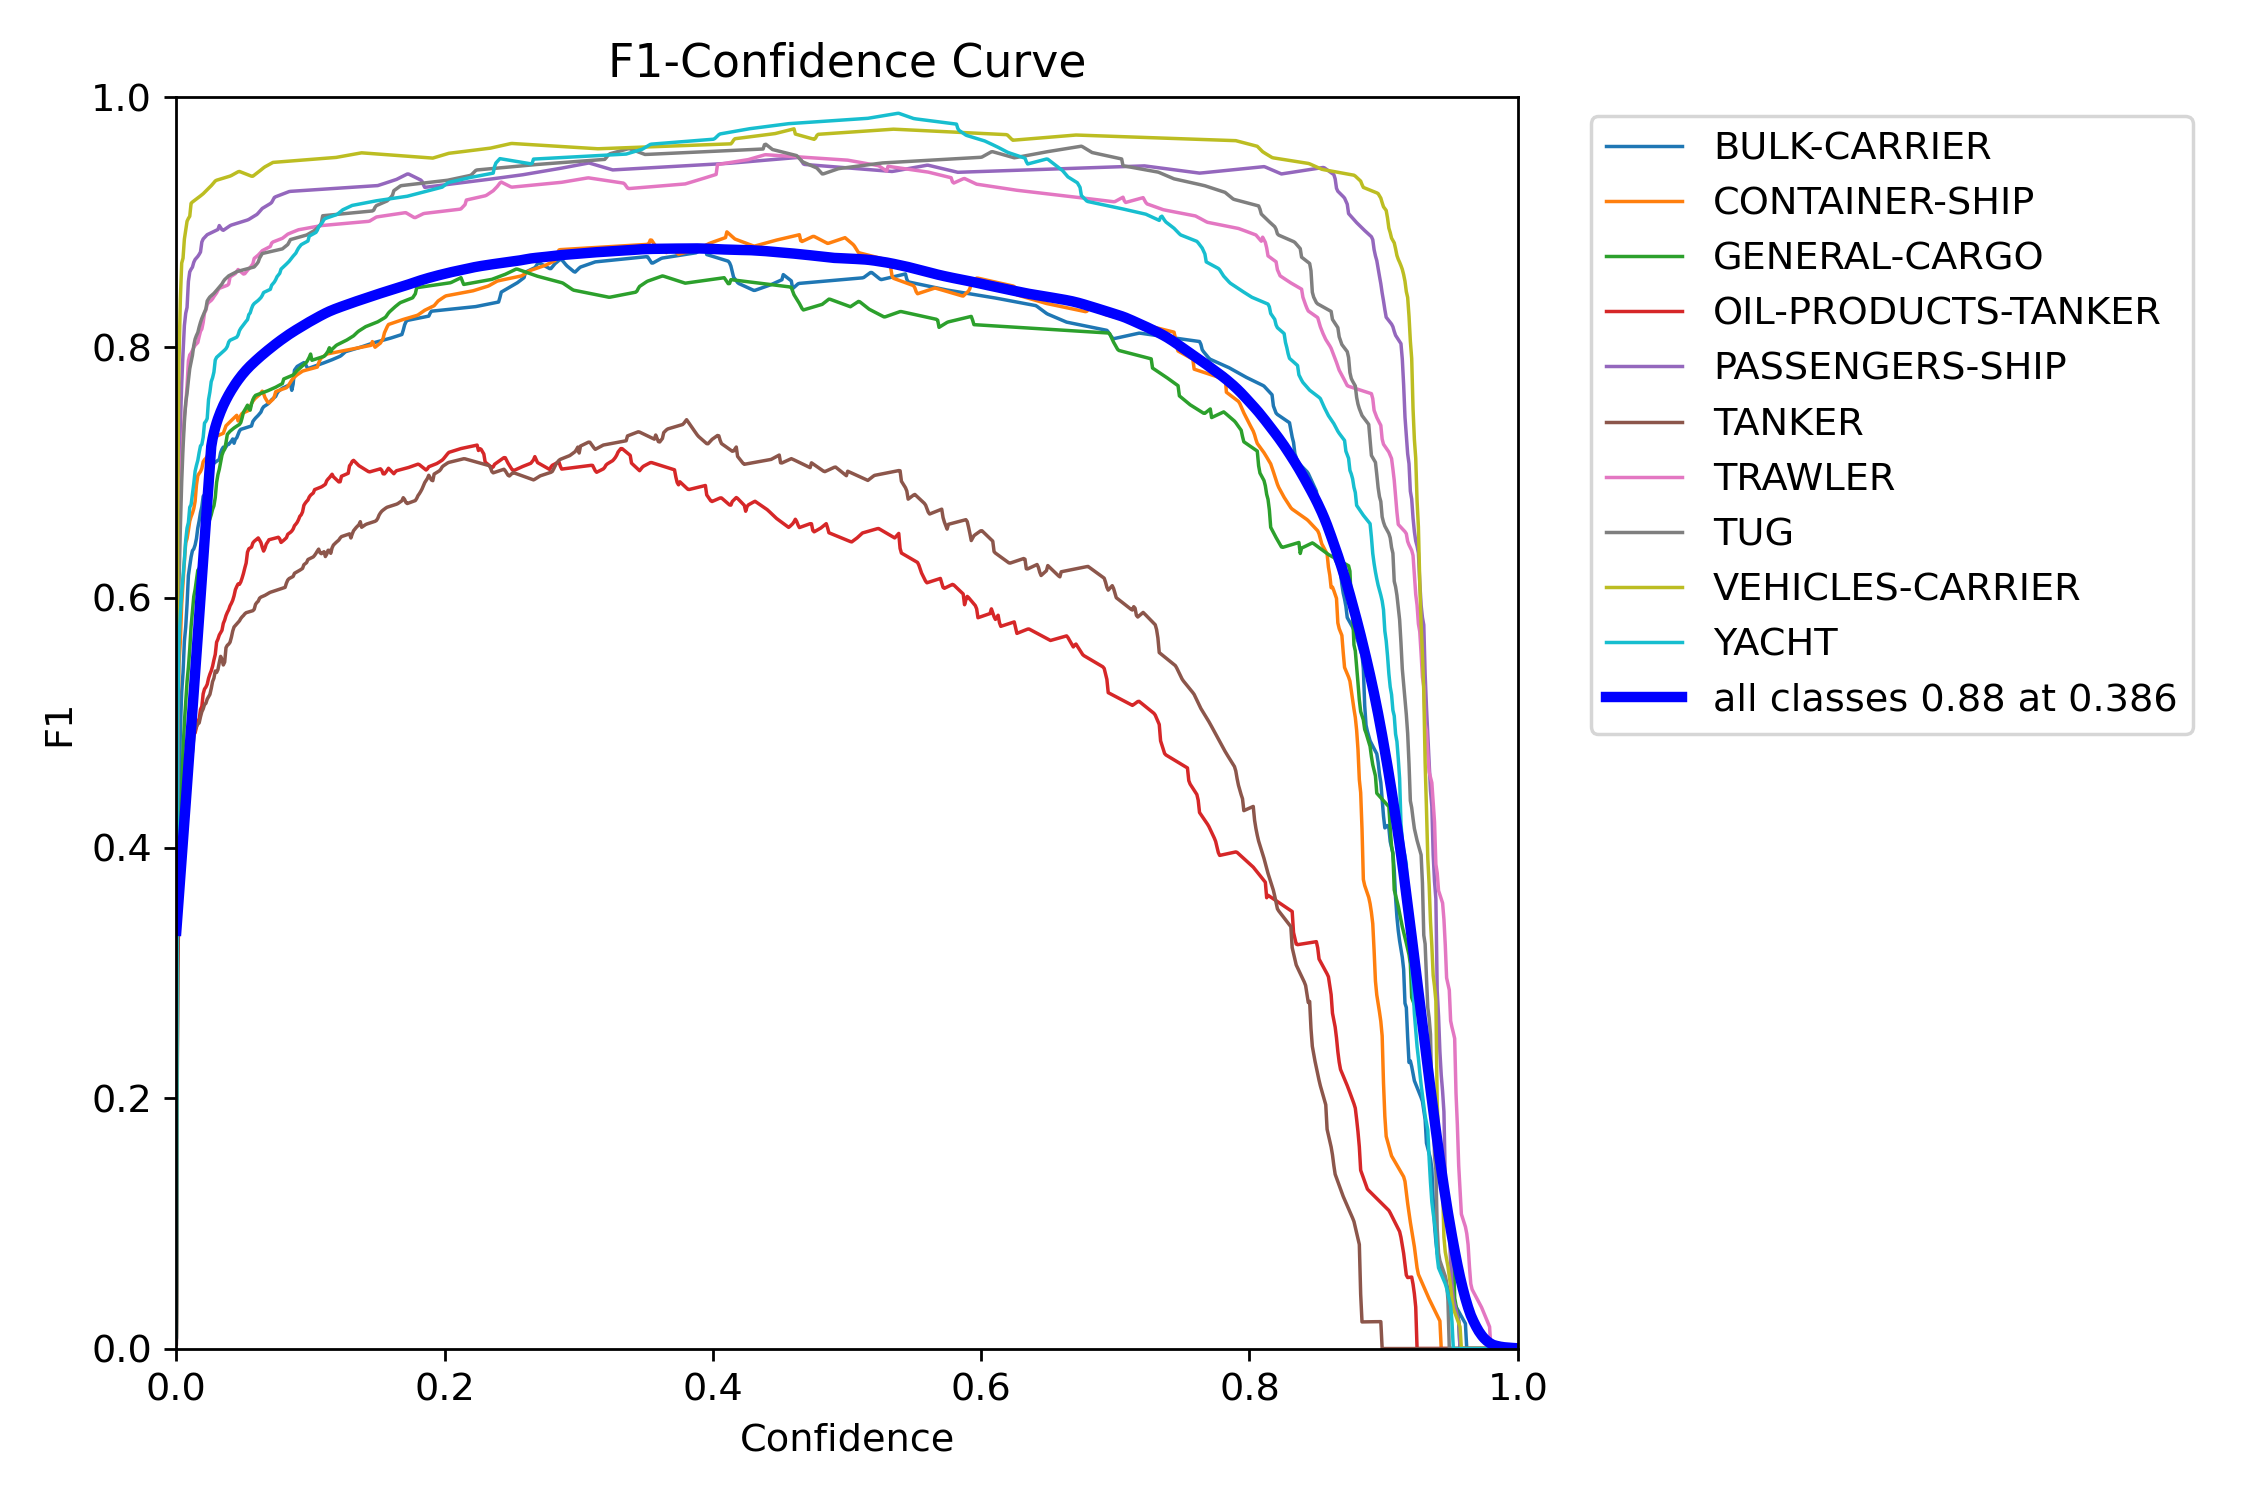 F1-Confidence Curve
1.0
0.8
0.6
0.4
0.2
0.0
F1
0.0 0.2 0.4 0.6 0.8 1.0
Confidence
BULK-CARRIER
CONTAINER-SHIP
GENERAL-CARGO
OIL-PRODUCTS-TANKER
PASSENGERS-SHIP
TANKER
TRAWLER
TUG
VEHICLES-CARRIER
YACHT
all classes 0.88 at 0.386